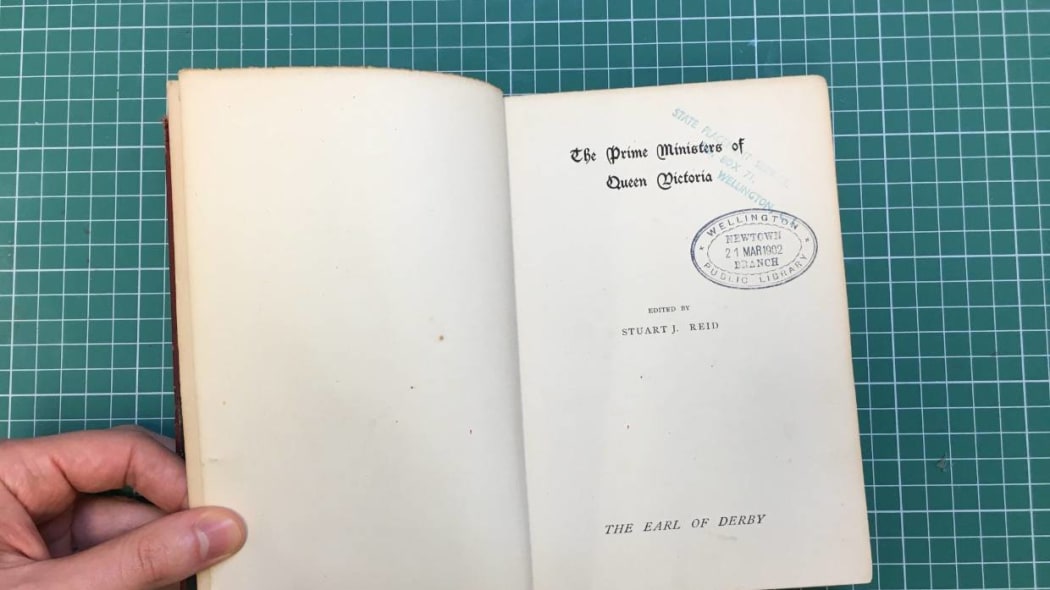 The Prime Ministers of
Queen Victoria
STATE
BOX 71,
WELLINGTON
WELLINGTON
NEWTOWN
21 MAR 1902
BRANCH
PUBLIC LIBRARY
EDITED BY
STUART J. REID
THE EARL OF DERBY